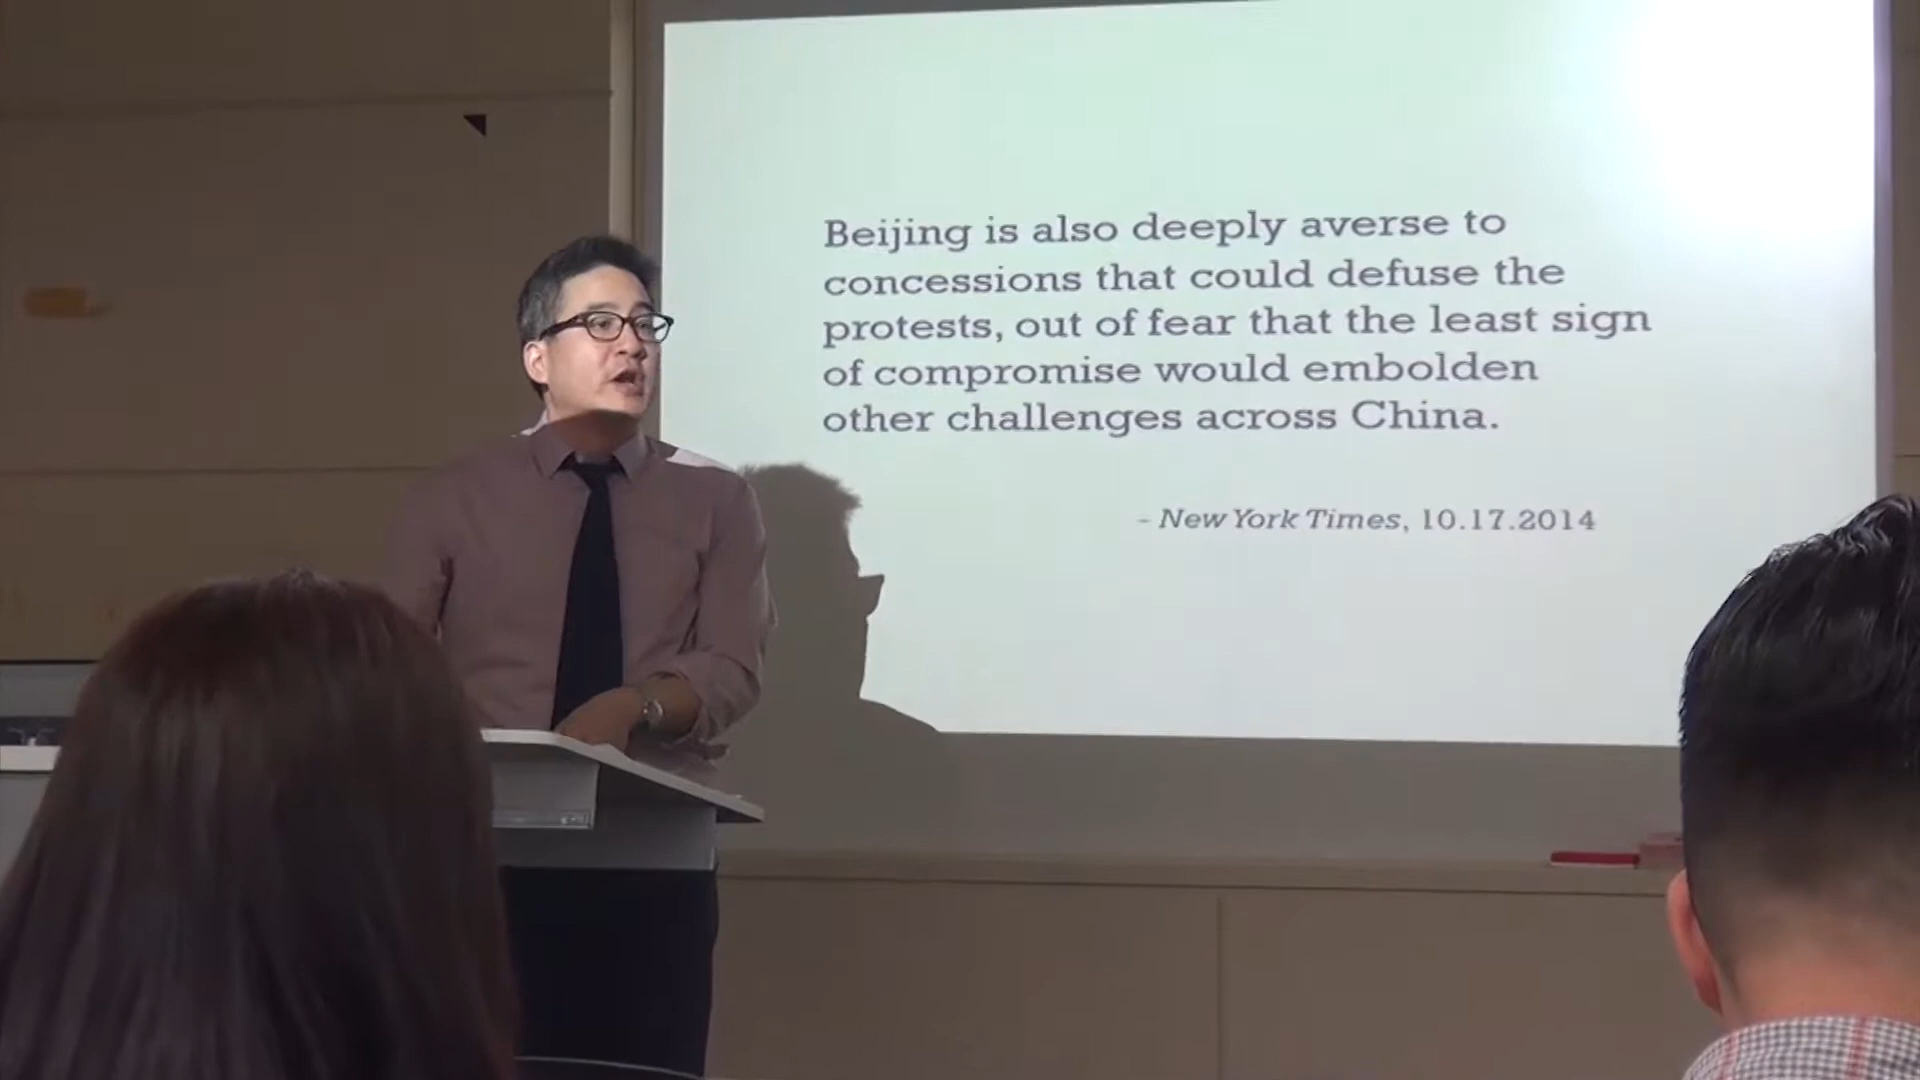 Beijing is also deeply averse to
concessions that could defuse the
protests, out of fear that the least sign
of compromise would embolden
other challenges across China.
- New York Times, 10.17.2014